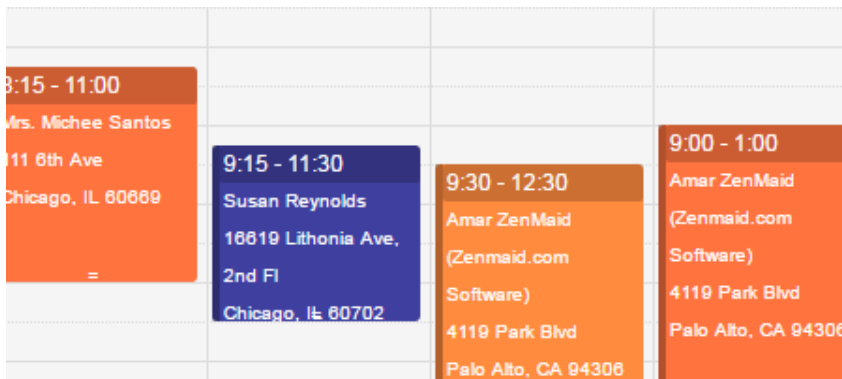 8:15 - 11:00
Mrs. Michee Santos
111 6th Ave
Chicago, IL 60669
9:15 - 11:30
Susan Reynolds
16619 Lithonia Ave,
2nd Fl
Chicago, IL 60702
9:30 - 12:30
Amar ZenMaid
(Zenmaid.com
Software)
4119 Park Blvd
Palo Alto, CA 94306
9:00 - 1:00
Amar ZenMaid
(Zenmaid.com
Software)
4119 Park Blvd
Palo Alto, CA 94306